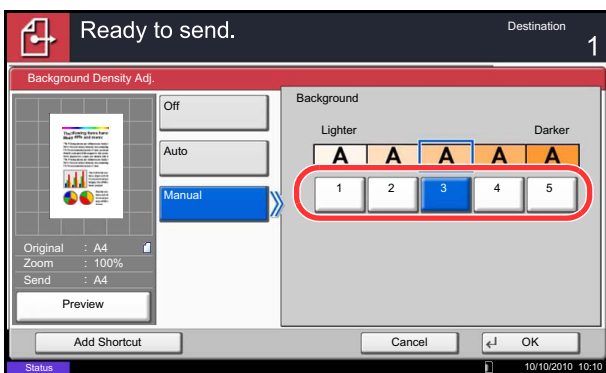 Ready to send.
Destination
1
Background Density Adj.
Off
Auto
Manual
Background
Lighter
Darker
A A A A A
1 2 3 4 5
Original : A4
Zoom : 100%
Send : A4
Preview
Add Shortcut
Cancel
OK
Status
10/10/2010 10:10